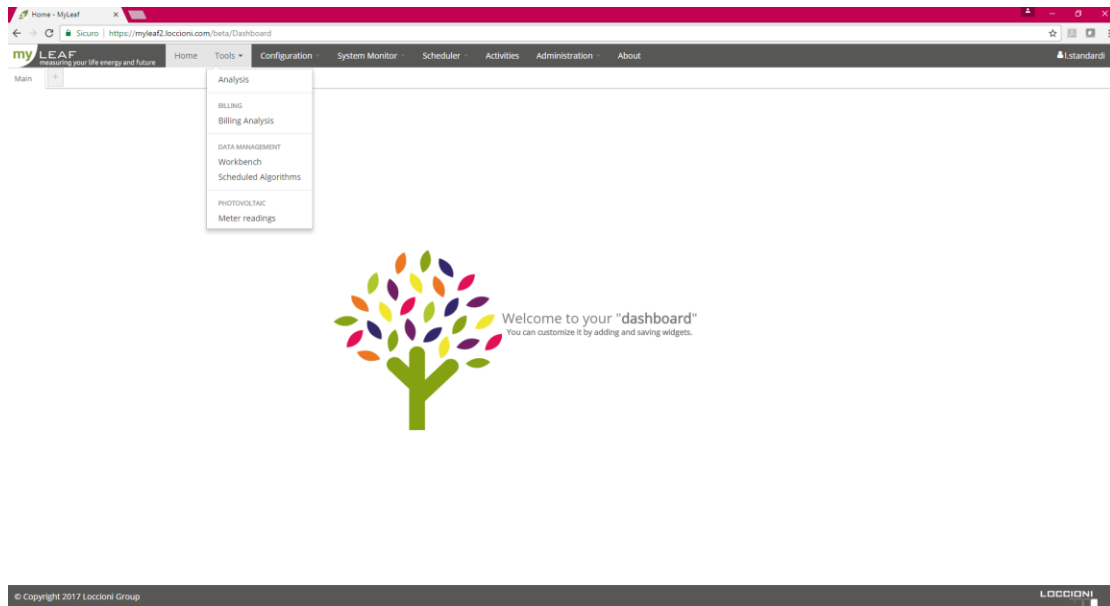 Home - MyLeaf
Sicuro | https://myleaf2.loccioni.com/beta/Dashboard
my LEAF
measuring your life energy and future
Home Tools Configuration System Monitor Scheduler Activities Administration About l.standardi
Main +
Analysis
BILLING
Billing Analysis
DATA MANAGEMENT
Workbench
Scheduled Algorithms
PHOTOVOLTAIC
Meter readings
Welcome to your "dashboard"
You can customize it by adding and saving widgets.
© Copyright 2017 Loccioni Group
LOCCIONI